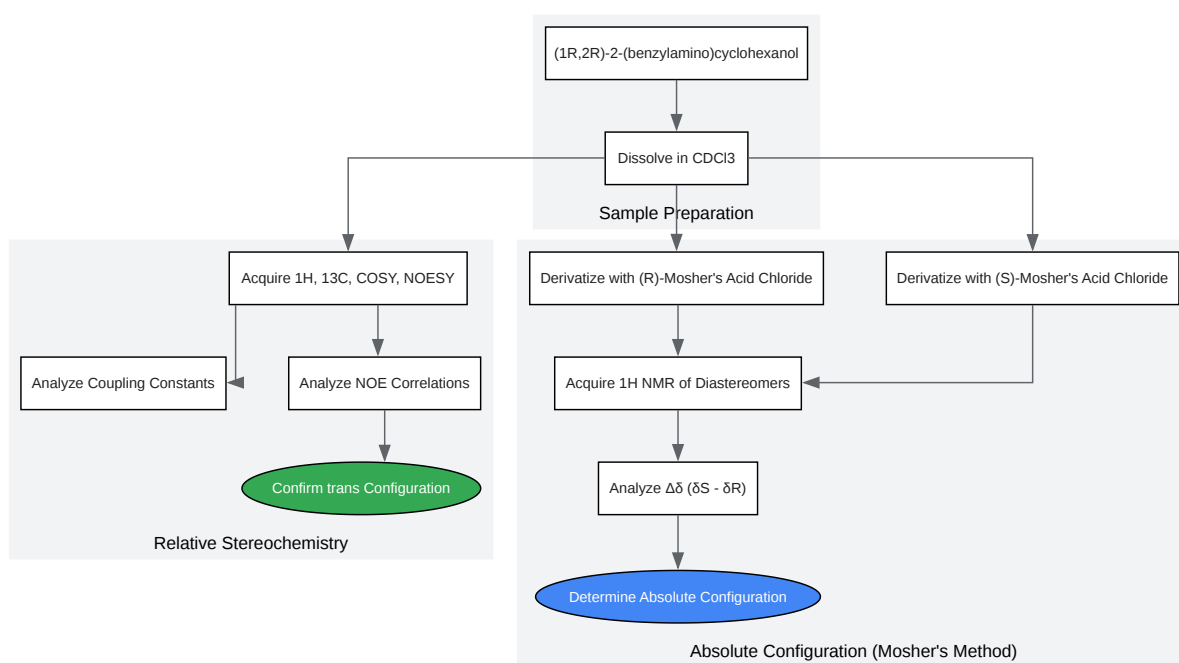 (1R,2R)-2-(benzylamino)cyclohexanol
Dissolve in CDCl3
Sample Preparation
Acquire 1H, 13C, COSY, NOESY
Analyze Coupling Constants
Analyze NOE Correlations
Confirm trans Configuration
Relative Stereochemistry
Derivatize with (R)-Mosher's Acid Chloride
Derivatize with (S)-Mosher's Acid Chloride
Acquire 1H NMR of Diastereomers
Analyze Δδ (δS - δR)
Determine Absolute Configuration
Absolute Configuration (Mosher's Method)